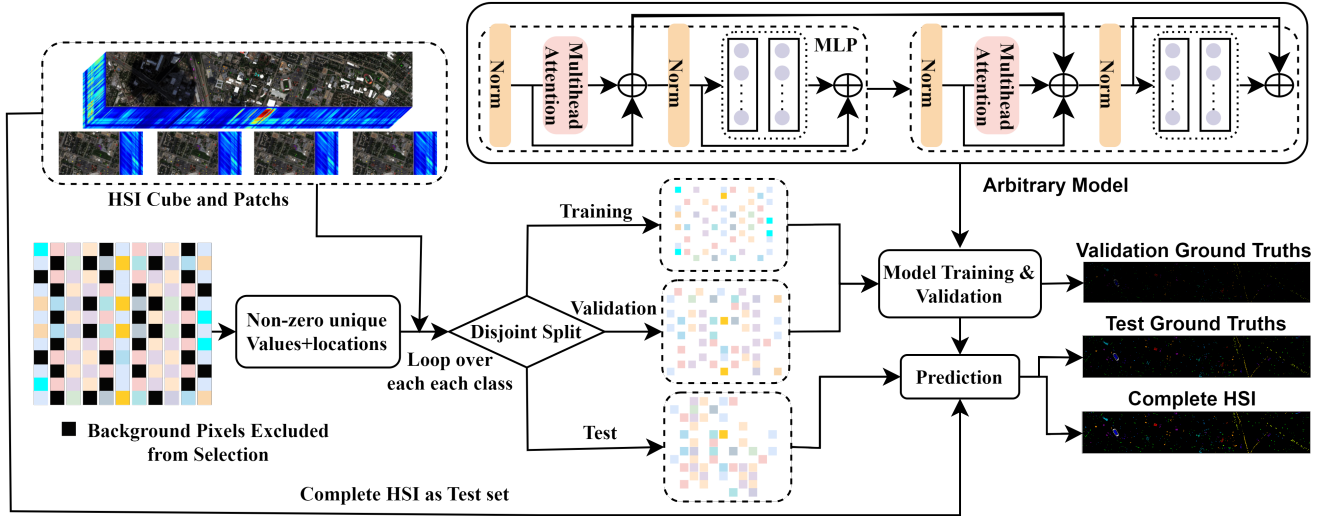 Norm
Multihead
Attention
Norm
MLP
Norm
Multihead
Attention
Norm
HSI Cube and Patchs
Arbitrary Model
Training
Validation
Test
Non-zero unique
Values+locations
Disjoint Split
Loop over
each each class
Model Training &
Validation
Prediction
Validation Ground Truths
Test Ground Truths
Complete HSI
Background Pixels Excluded
from Selection
Complete HSI as Test set